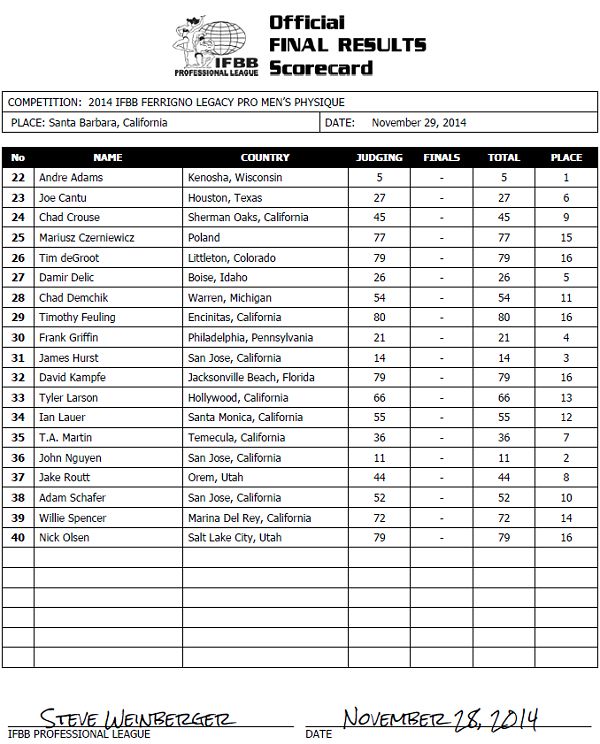 Official
FINAL RESULTS
Scorecard
IFBB
PROFESSIONAL LEAGUE
COMPETITION: 2014 IFBB FERRIGNO LEGACY PRO MEN'S PHYSIQUE
PLACE: Santa Barbara, California DATE: November 29, 2014
No NAME COUNTRY JUDGING FINALS TOTAL PLACE
22 Andre Adams Kenosha, Wisconsin 5 - 5 1
23 Joe Cantu Houston, Texas 27 - 27 6
24 Chad Crouse Sherman Oaks, California 45 - 45 9
25 Mariusz Czerniewicz Poland 77 - 77 15
26 Tim deGroot Littleton, Colorado 79 - 79 16
27 Damir Delic Boise, Idaho 26 - 26 5
28 Chad Demchik Warren, Michigan 54 - 54 11
29 Timothy Feuling Encinitas, California 80 - 80 16
30 Frank Griffin Philadelphia, Pennsylvania 21 - 21 4
31 James Hurst San Jose, California 14 - 14 3
32 David Kampfe Jacksonville Beach, Florida 79 - 79 16
33 Tyler Larson Hollywood, California 66 - 66 13
34 Ian Lauer Santa Monica, California 55 - 55 12
35 T.A. Martin Temecula, California 36 - 36 7
36 John Nguyen San Jose, California 11 - 11 2
37 Jake Routt Orem, Utah 44 - 44 8
38 Adam Schafer San Jose, California 52 - 52 10
39 Willie Spencer Marina Del Rey, California 72 - 72 14
40 Nick Olsen Salt Lake City, Utah 79 - 79 16
STEVE WEINBERGER NOVEMBER 28, 2014
IFBB PROFESSIONAL LEAGUE DATE